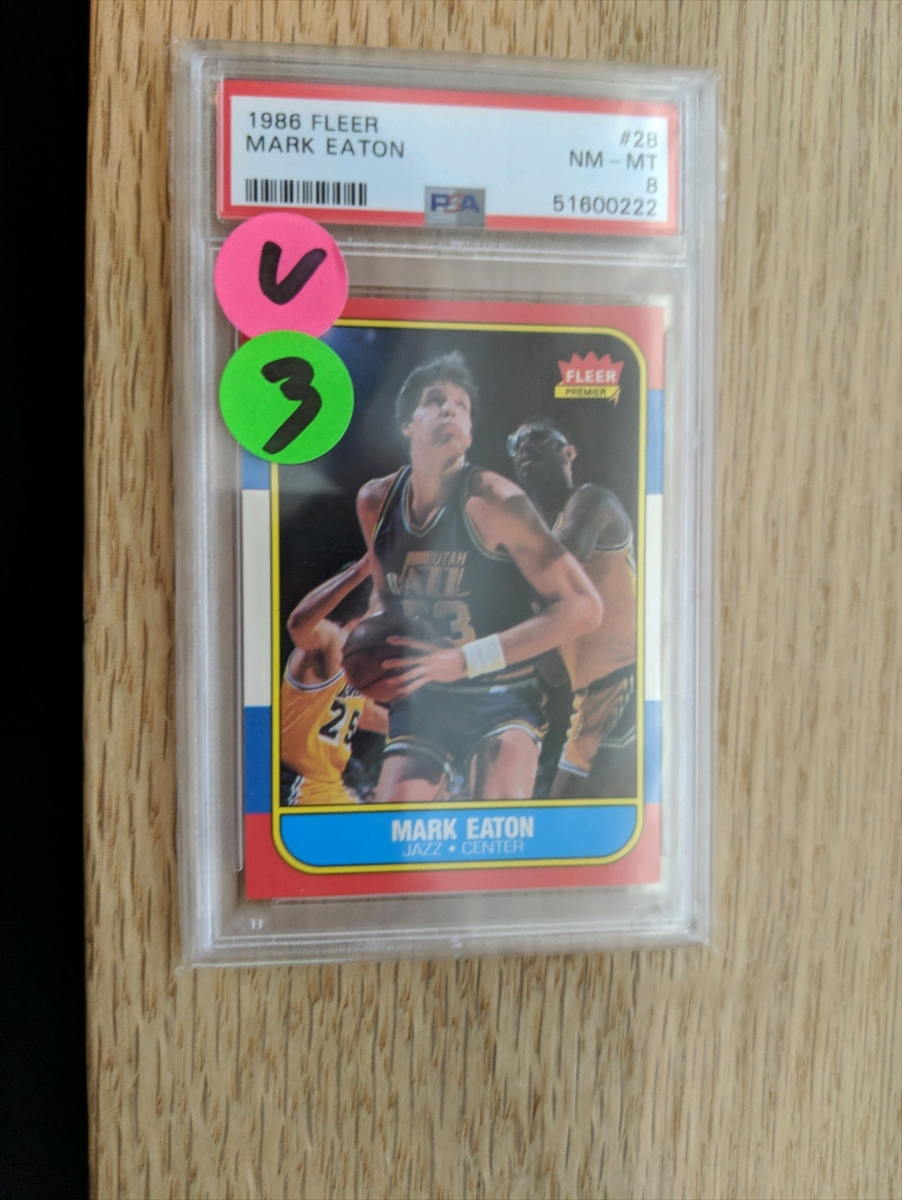 1986 FLEER
MARK EATON
#28
NM - MT
8
51600222
PSA
V
3
FLEER
PREMIER
UTAH
53
25
MARK EATON
JAZZ • CENTER